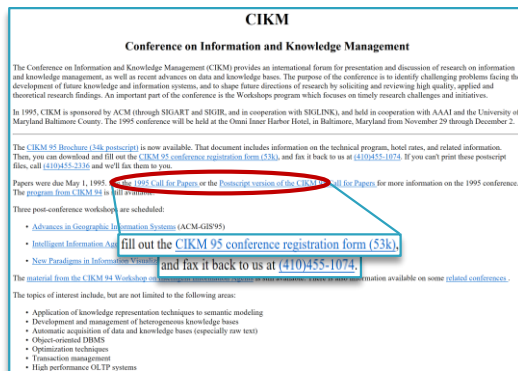 CIKM
Conference on Information and Knowledge Management
The Conference on Information and Knowledge Management (CIKM) provides an international forum for presentation and discussion of research on information
and knowledge management, as well as recent advances on data and knowledge bases. The purpose of the conference is to identify challenging problems facing the
development of future knowledge and information systems, and to shape future directions of research by soliciting and reviewing high quality, applied and
theoretical research findings. An important part of the conference is the Workshops program which focuses on timely research challenges and initiatives.
In 1995, CIKM is sponsored by ACM (through SIGART and SIGIR, and in cooperation with SIGLINK), and held in cooperation with AAAI and the University of
Maryland Baltimore County. The 1995 conference will be held at the Omni Inner Harbor Hotel, in Baltimore, Maryland from November 29 through December 2.
The CIKM 95 Brochure (34k postscript) is now available. That document includes information on the technical program, hotel rates, and related information.
Then, you can download and fill out the CIKM 95 conference registration form (53k), and fax it back to us at (410)455-1074. If you can't print these postscript
files, call (410)455-2336 and we'll fax them to you.
Papers were due May 1, 1995. the 1995 Call for Papers or the Postscript version of the CIKM Call for Papers for more information on the 1995 conference.
The program from CIKM 94 is still available
Three post-conference workshops are scheduled:
• Advances in Geographic Information Systems (ACM-GIS'95)
• Intelligent Information
fill out the CIKM 95 conference registration form (53k),
• New Paradigms in Information
and fax it back to us at (410)455-1074.
The material from the CIKM 94 Workshop on information available on some related conferences .
The topics of interest include, but are not limited to the following areas:
• Application of knowledge representation techniques to semantic modeling
• Development and management of heterogeneous knowledge bases
• Automatic acquisition of data and knowledge bases (especially raw text)
• Object-oriented DBMS
• Optimization techniques
• Transaction management
• High performance OLTP systems